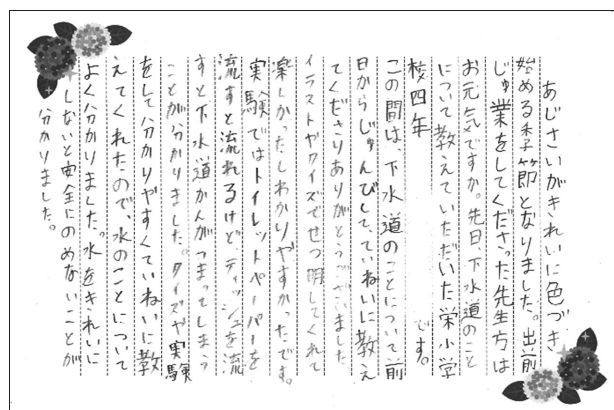 あじさいがきれいに色づき
始める季節となりました。出前
じゅ業をしてくださった先生方は
お元気ですか。先日、下水道のこと
について教えていただいた栄小学
校四年　　　　　です。
この間は、下水道のことについて前
日からじゅんびして、ていねいに教え
てくださりありがとうございました。
イラストやクイズでせつ明してくれて
楽しかったしわかりやすかったです。
実験ではトイレットペーパーを
流すと流れるけど、ティッシュを流
すと下水道かんがつまってしまう
ことが分かりました。クイズや実験
をして分かりやすくていねいに教
えてくれたので、水のことについて
よく分かりました。水をきれいに
しないと安全にのめないことが
分かりました。